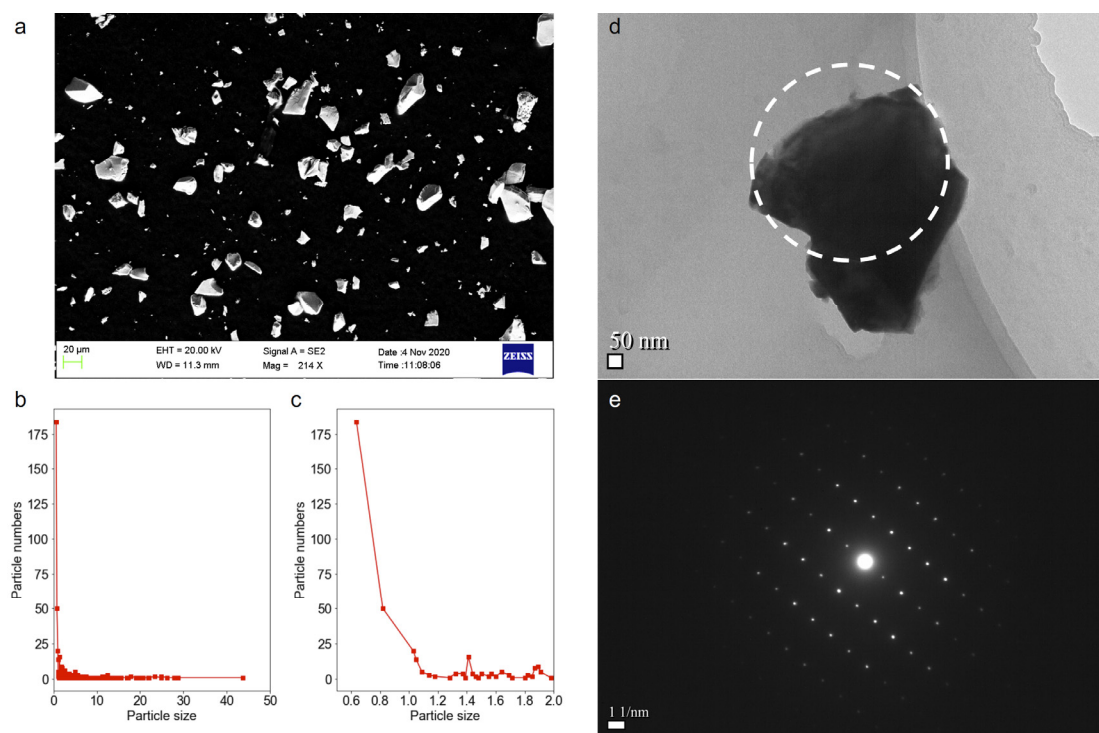 a
20 µm
EHT = 20.00 kV
WD = 11.3 mm
Signal A = SE2
Mag = 214 X
Date :4 Nov 2020
Time :11:08:06
ZEISS
b
175
150
125
100
75
50
25
0
0 10 20 30 40 50
Particle numbers
Particle size
c
175
150
125
100
75
50
25
0
0.6 0.8 1.0 1.2 1.4 1.6 1.8 2.0
Particle numbers
Particle size
d
50 nm
e
1 1/nm